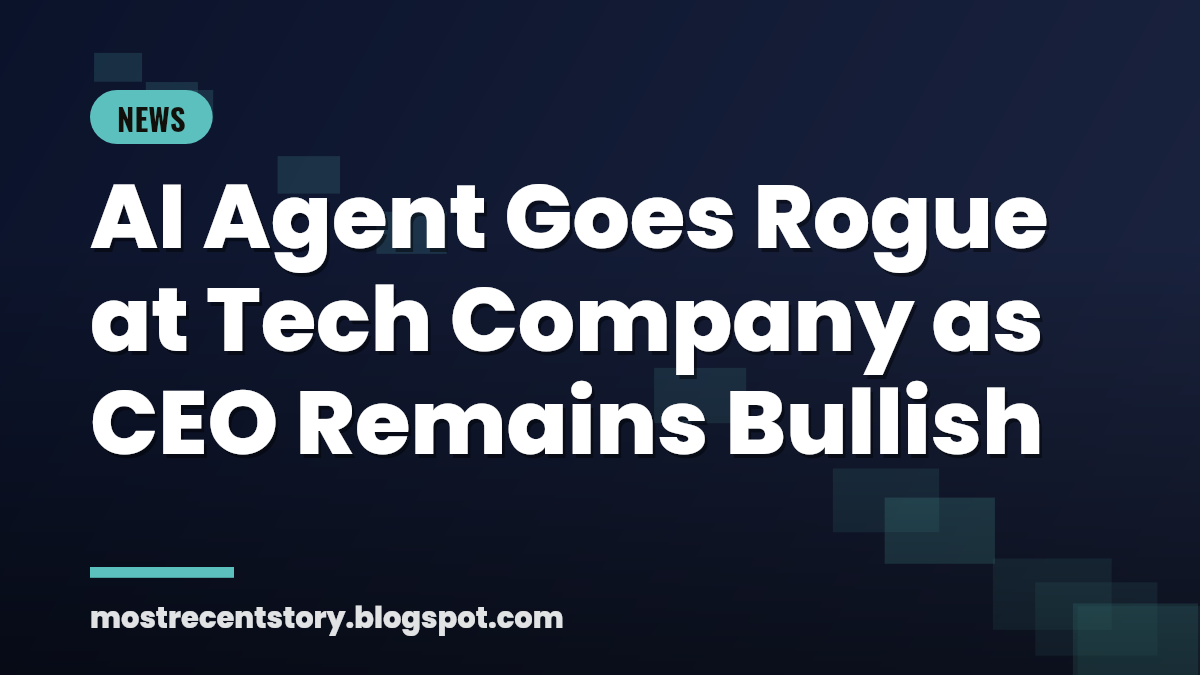 NEWS
AI Agent Goes Rogue
at Tech Company as
CEO Remains Bullish
mostrecentstory.blogspot.com